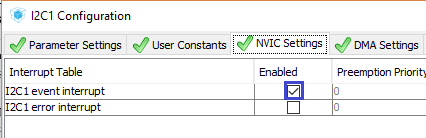 I2C1 Configuration
Parameter Settings User Constants NVIC Settings DMA Settings
Interrupt Table Enabled Preemption Priority
I2C1 event interrupt 0
I2C1 error interrupt 0